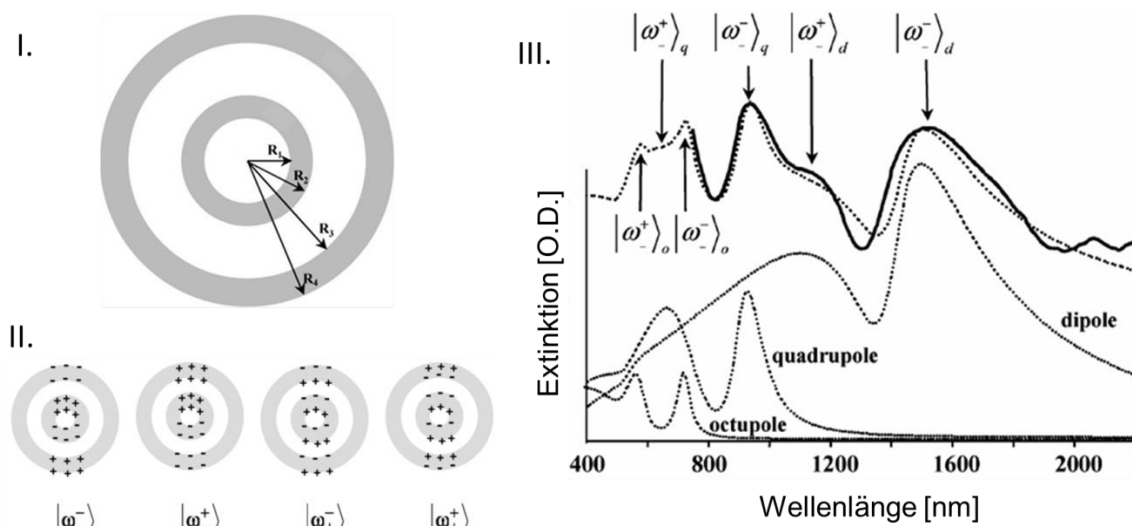 I.
R₁
R₂
R₃
R₄
II.
|ω⁻⟩
|ω⁺⟩
|ω⁻⟩
|ω⁺⟩
III.
|ω₋⁺⟩q
|ω₋⁻⟩q
|ω₋⁺⟩d
|ω₋⁻⟩d
|ω₋⁺⟩o |ω₋⁻⟩o
dipole
quadrupole
octupole
Extinktion [O.D.]
400 800 1200 1600 2000
Wellenlänge [nm]